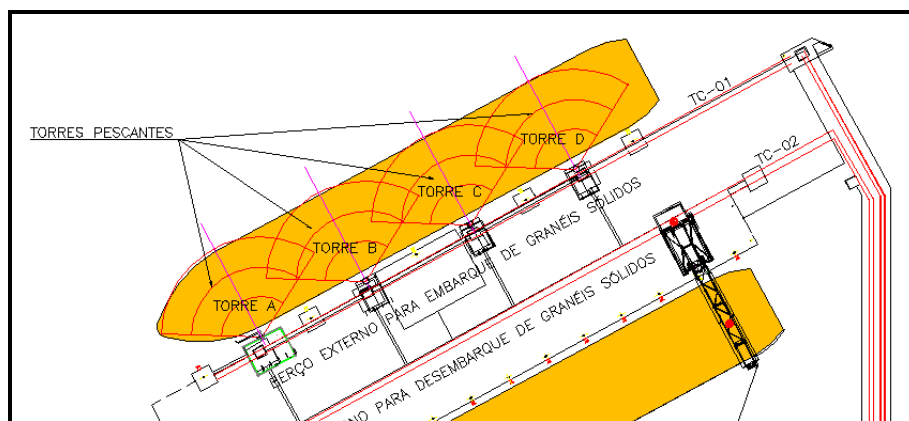 TC-01
TORRES PESCANTES
TORRE D
TC-02
TORRE C
TORRE B
TORRE A
BERÇO EXTERNO PARA EMBARQUE DE GRANÉIS SÓLIDOS
NO PARA DESEMBARQUE DE GRANÉIS SÓLIDOS